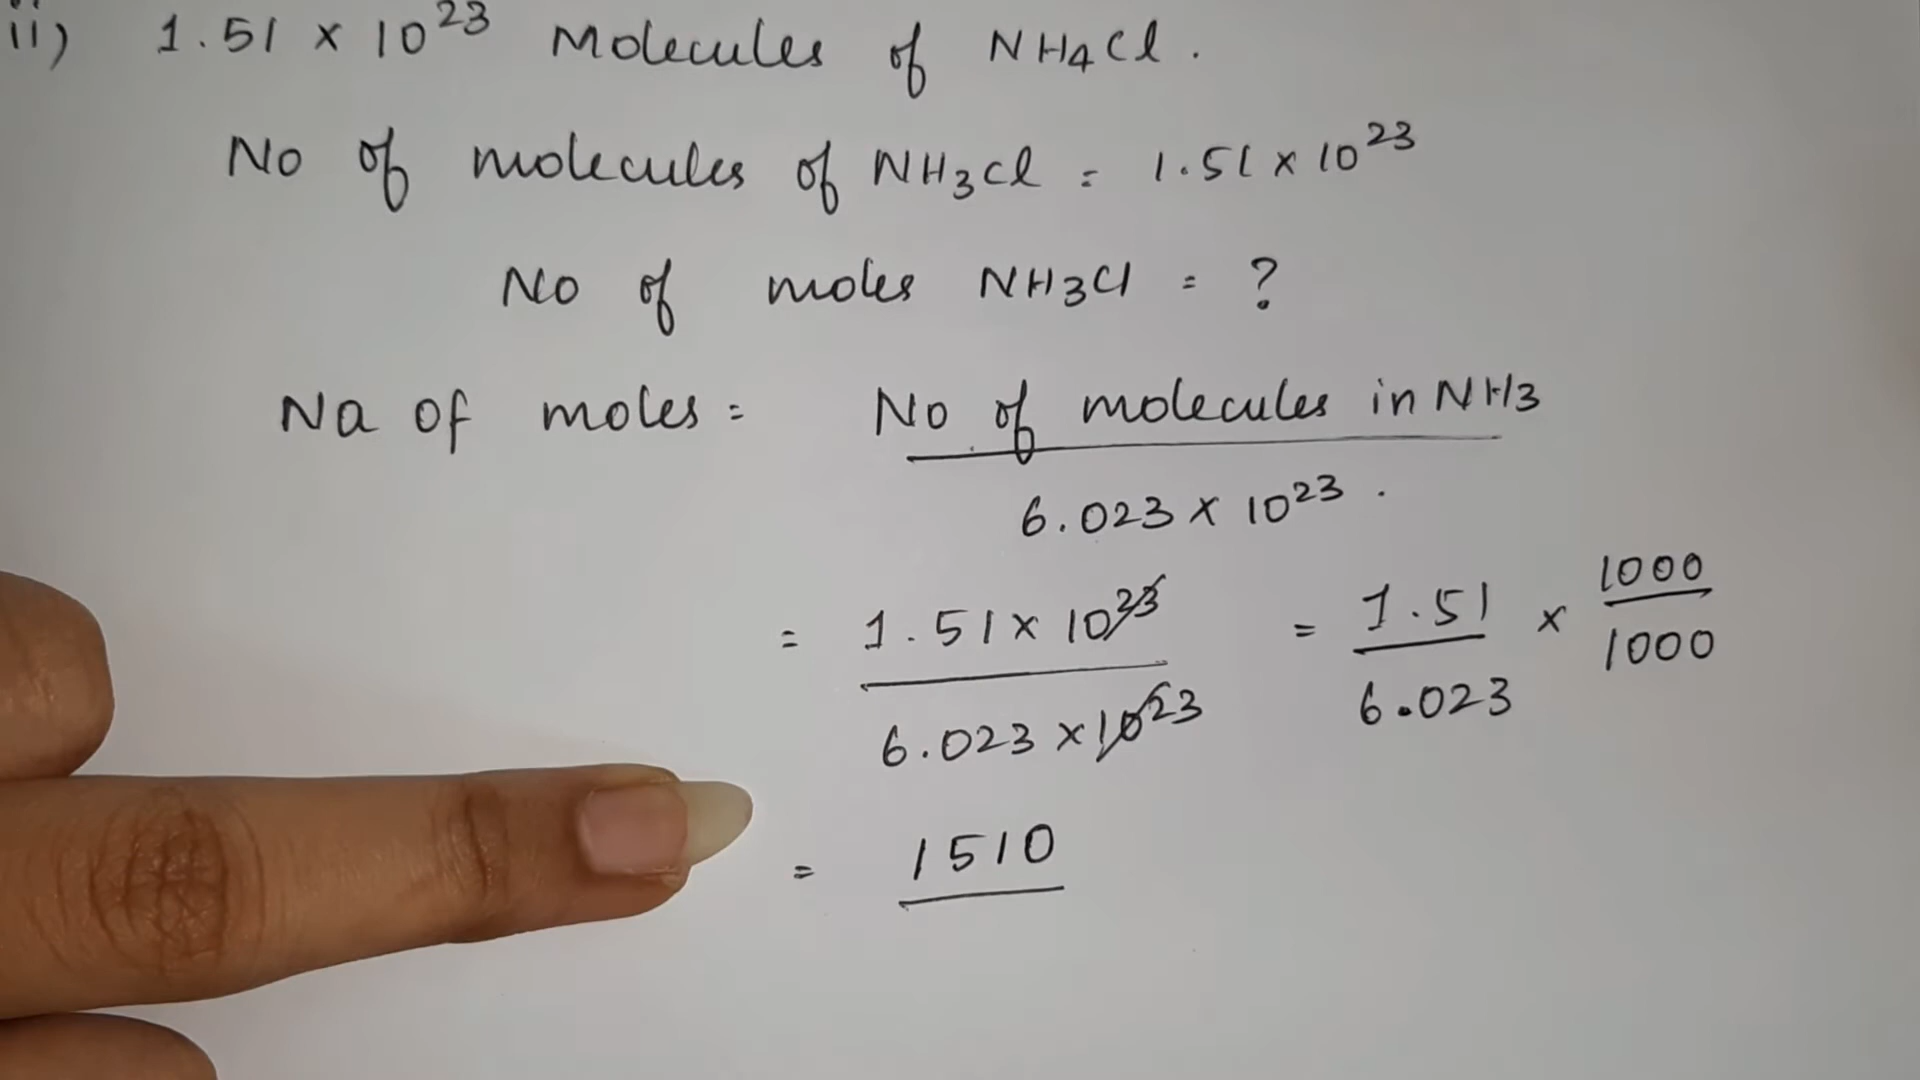 ii) 1.51 × 10²³ Molecules of NH₄Cl.
No of molecules of NH₃Cl = 1.51 × 10²³
No of moles NH₃Cl = ?
Na of moles = No of molecules in NH₃
6.023 × 10²³.
= 1.51 × 10²³ = 1.51 × 1000
6.023 × 10²³ 6.023 1000
= 1510